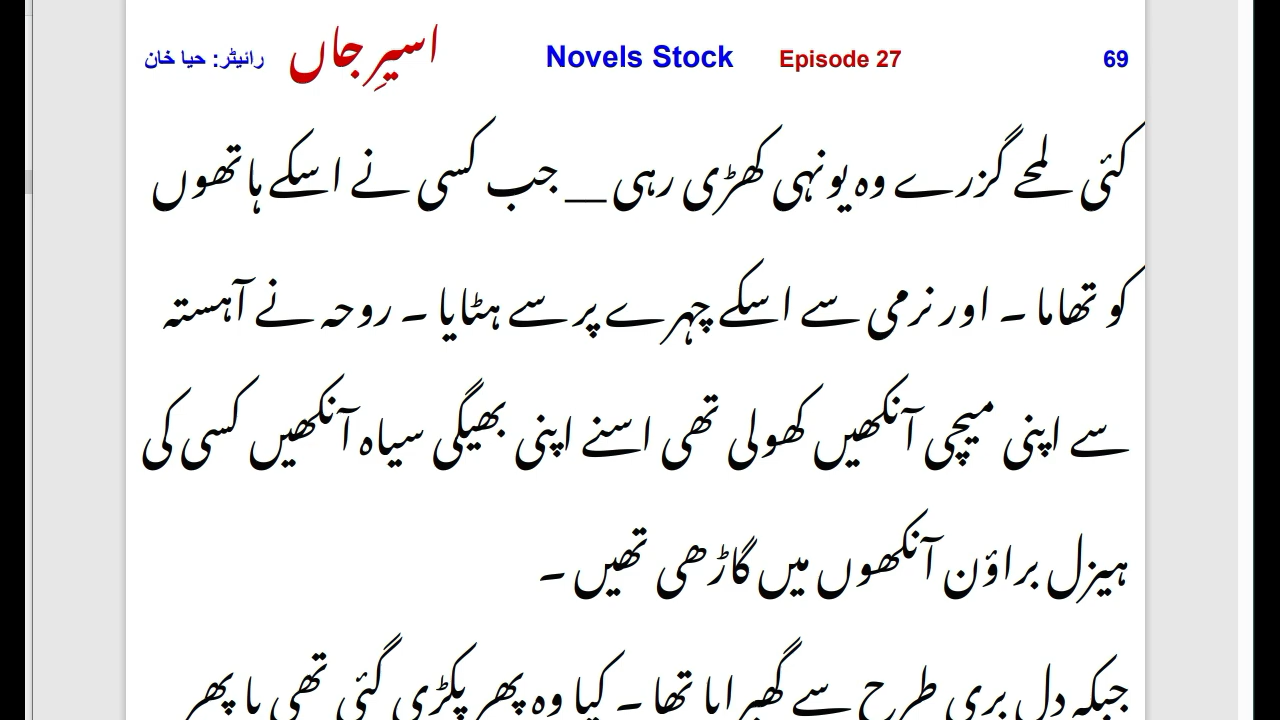 رائیٹر: حیا خان اسیرِ جاں Novels Stock Episode 27 69
کئی لمحے گزرے وہ یونہی کھڑی رہی__ جب کسی نے اسکے ہاتھوں
کو تھاما ۔ اور نرمی سے اسکے چہرے پر سے ہٹایا ۔ روحہ نے آہستہ
سے اپنی میچی آنکھیں کھولی تھی اسنے اپنی بھیگی سیاہ آنکھیں کسی کی
ہیزل براؤن آنکھوں میں گاڑھی تھیں ۔
جبکہ دل بری طرح سے گھبرایا تھا ۔ کیا وہ پھر پکڑی گئی تھی یا پھر